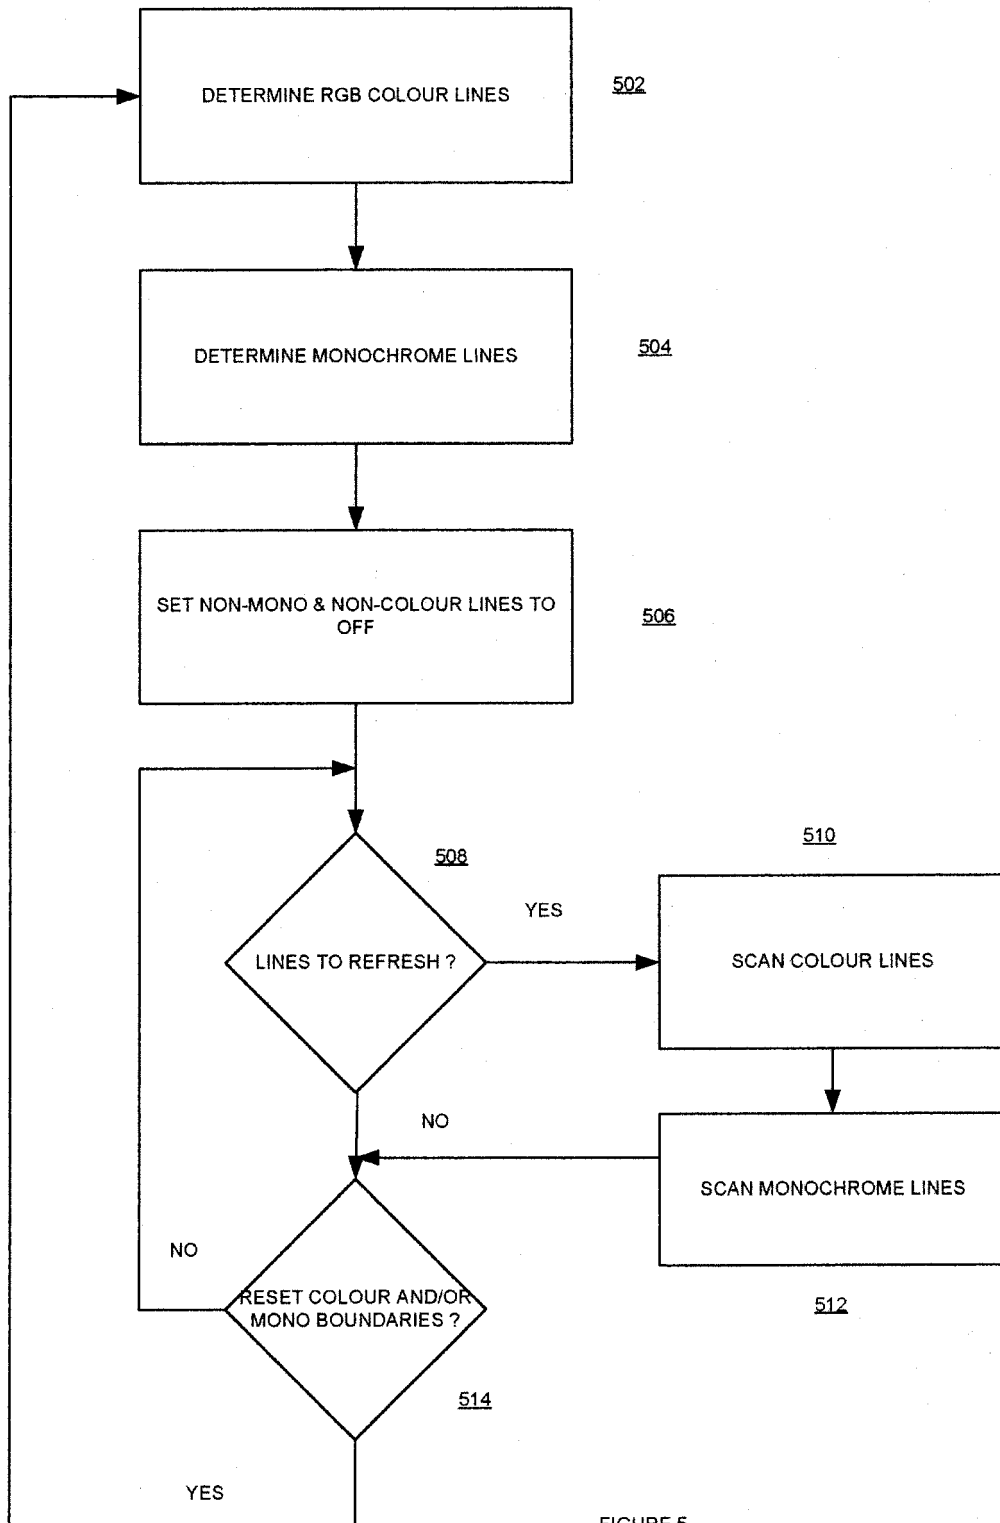 DETERMINE RGB COLOUR LINES
502
DETERMINE MONOCHROME LINES
504
SET NON-MONO & NON-COLOUR LINES TO
OFF
506
508
LINES TO REFRESH ?
YES
510
SCAN COLOUR LINES
NO
SCAN MONOCHROME LINES
512
NO
RESET COLOUR AND/OR
MONO BOUNDARIES ?
514
YES
FIGURE 5